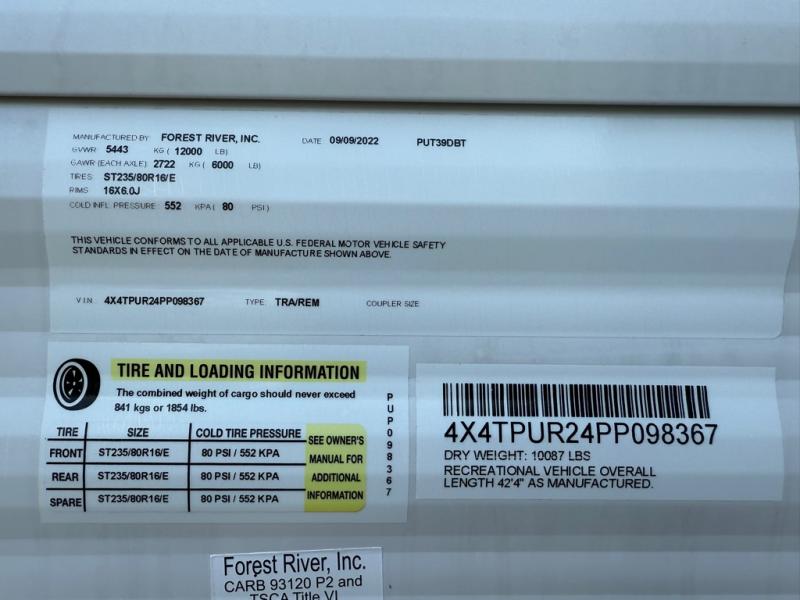 MANUFACTURED BY FOREST RIVER, INC. DATE 09/09/2022 PUT39DBT
GVWR 5443 KG ( 12000 LB)
GAWR (EACH AXLE) 2722 KG ( 6000 LB)
TIRES ST235/80R16/E
RIMS 16X6.0J
COLD INFL PRESSURE 552 KPA ( 80 PSI )
THIS VEHICLE CONFORMS TO ALL APPLICABLE U.S. FEDERAL MOTOR VEHICLE SAFETY
STANDARDS IN EFFECT ON THE DATE OF MANUFACTURE SHOWN ABOVE.
V I N 4X4TPUR24PP098367 TYPE TRA/REM COUPLER SIZE
TIRE AND LOADING INFORMATION
The combined weight of cargo should never exceed
841 kgs or 1854 lbs.
TIRE SIZE COLD TIRE PRESSURE
FRONT ST235/80R16/E 80 PSI / 552 KPA
REAR ST235/80R16/E 80 PSI / 552 KPA
SPARE ST235/80R16/E 80 PSI / 552 KPA
SEE OWNER'S
MANUAL FOR
ADDITIONAL
INFORMATION
PUP098367
4X4TPUR24PP098367
DRY WEIGHT: 10087 LBS
RECREATIONAL VEHICLE OVERALL
LENGTH 42'4" AS MANUFACTURED.
Forest River, Inc.
CARB 93120 P2 and
TSCA Title VI